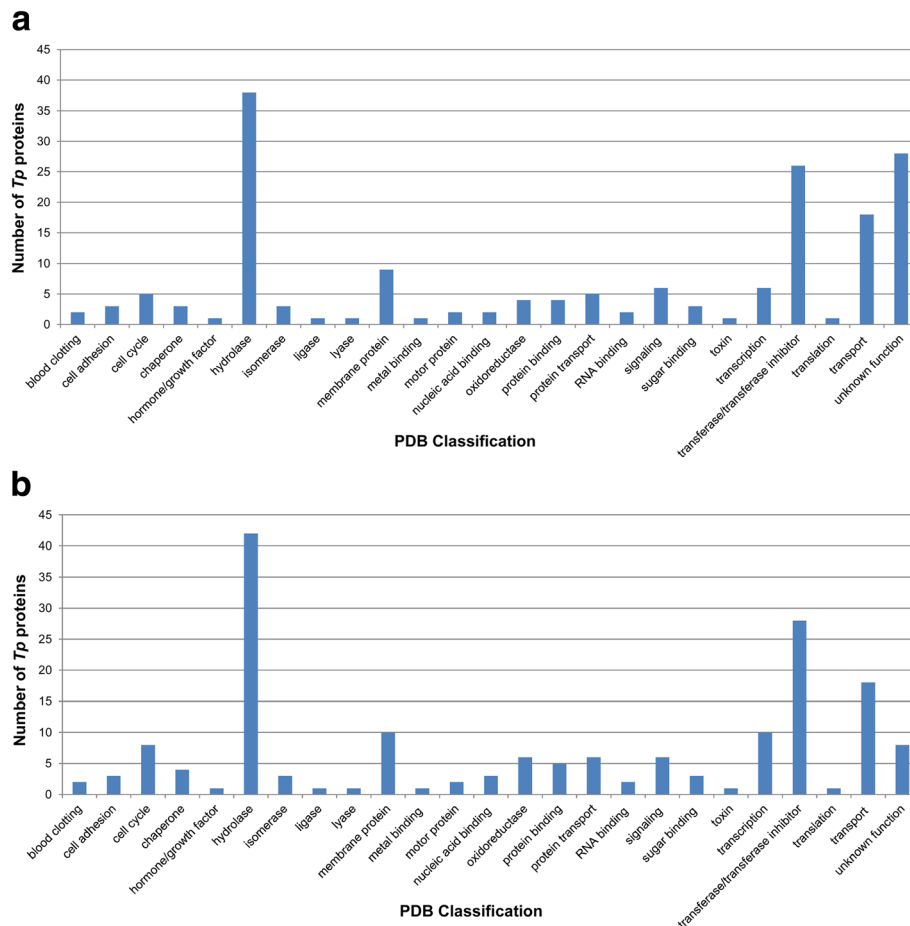 a
45
40
35
30
25
20
15
10
5
0
Number of Tp proteins
blood clotting
cell adhesion
cell cycle
chaperone
hormone/growth factor
hydrolase
isomerase
ligase
lyase
membrane protein
metal binding
motor protein
nucleic acid binding
oxidoreductase
protein binding
protein transport
RNA binding
signaling
sugar binding
toxin
transcription
transferase/transferase inhibitor
translation
transport
unknown function
PDB Classification
b
45
40
35
30
25
20
15
10
5
0
Number of Tp proteins
blood clotting
cell adhesion
cell cycle
chaperone
hormone/growth factor
hydrolase
isomerase
ligase
lyase
membrane protein
metal binding
motor protein
nucleic acid binding
oxidoreductase
protein binding
protein transport
RNA binding
signaling
sugar binding
toxin
transcription
transferase/transferase inhibitor
translation
transport
unknown function
PDB Classification